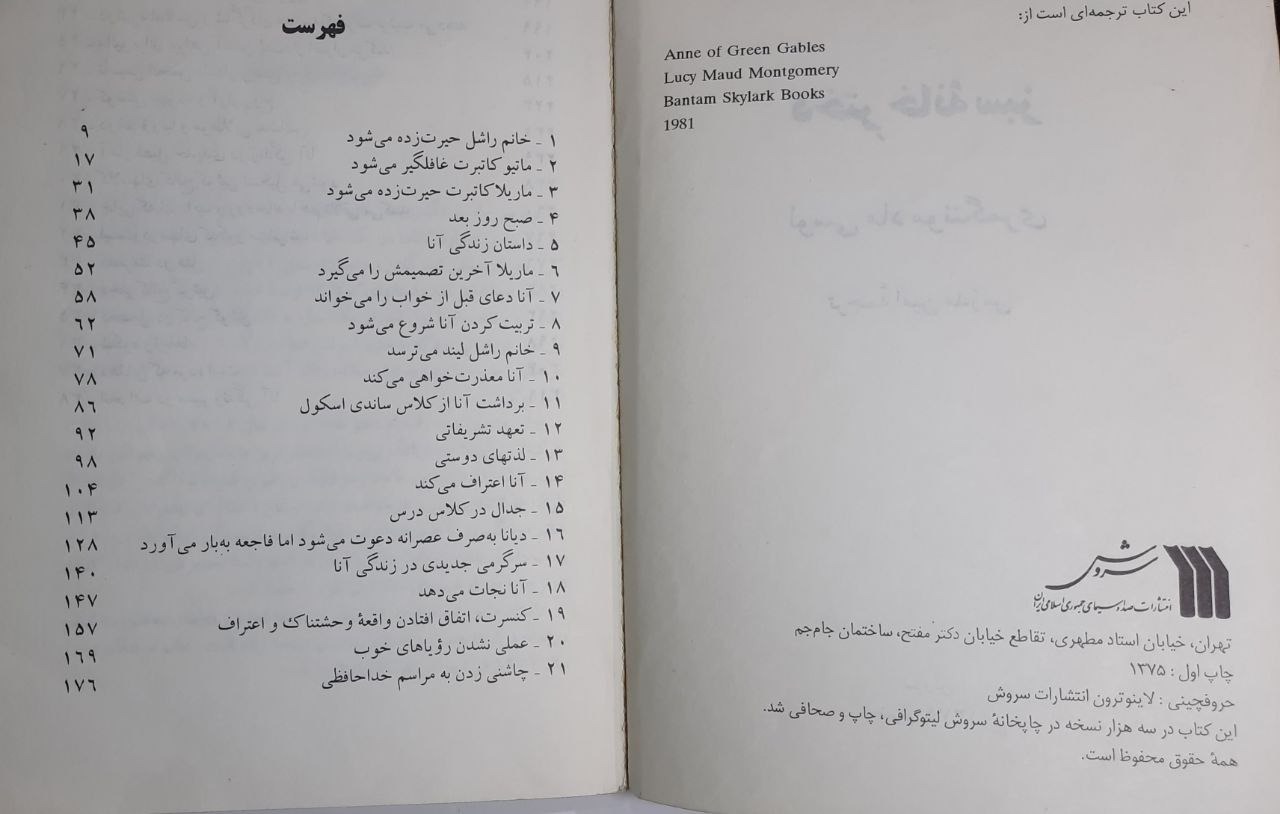 این کتاب ترجمه‌ای است از:
Anne of Green Gables
Lucy Maud Montgomery
Bantam Skylark Books
1981
سروش
انتشارات صدا و سیمای جمهوری اسلامی ایران
تهران، خیابان استاد مطهری، تقاطع خیابان دکتر مفتح، ساختمان جام‌جم
چاپ اول : ۱۳۷۵
حروفچینی : لاینوترون انتشارات سروش
این کتاب در سه هزار نسخه در چاپخانهٔ سروش لیتوگرافی، چاپ و صحافی شد.
همهٔ حقوق محفوظ است.
فهرست
۱ ـ خانم راشل حیرت‌زده می‌شود ۹
۲ ـ ماتیو کاتبرت غافلگیر می‌شود ۱۷
۳ ـ ماریلا کاتبرت حیرت‌زده می‌شود ۳۱
۴ ـ صبح روز بعد ۳۸
۵ ـ داستان زندگی آنا ۴۵
۶ ـ ماریلا آخرین تصمیمش را می‌گیرد ۵۲
۷ ـ آنا دعای قبل از خواب را می‌خواند ۵۸
۸ ـ تربیت کردن آنا شروع می‌شود ۶۲
۹ ـ خانم راشل لیند می‌ترسد ۷۱
۱۰ ـ آنا معذرت‌خواهی می‌کند ۷۸
۱۱ ـ برداشت آنا از کلاس ساندی اسکول ۸۶
۱۲ ـ تعهد تشریفاتی ۹۲
۱۳ ـ لذتهای دوستی ۹۸
۱۴ ـ آنا اعتراف می‌کند ۱۰۴
۱۵ ـ جدال در کلاس درس ۱۱۳
۱۶ ـ دیانا به‌صرف عصرانه دعوت می‌شود اما فاجعه به‌بار می‌آورد ۱۲۸
۱۷ ـ سرگرمی جدیدی در زندگی آنا ۱۴۰
۱۸ ـ آنا نجات می‌دهد ۱۴۷
۱۹ ـ کنسرت، اتفاق افتادن واقعهٔ وحشتناک و اعتراف ۱۵۷
۲۰ ـ عملی نشدن رؤیاهای خوب ۱۶۹
۲۱ ـ چاشنی زدن به مراسم خداحافظی ۱۷۶